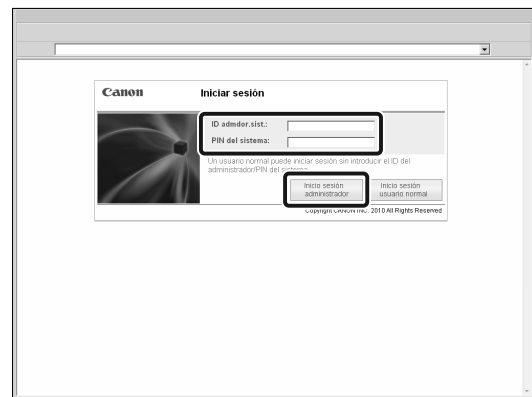 Canon
Iniciar sesión
ID admdor.sist.:
PIN del sistema:
Un usuario normal puede iniciar sesión sin introducir el ID del
administrador/PIN del sistema.
Inicio sesión
administrador
Inicio sesión
usuario normal
Copyright CANON INC. 2010 All Rights Reserved